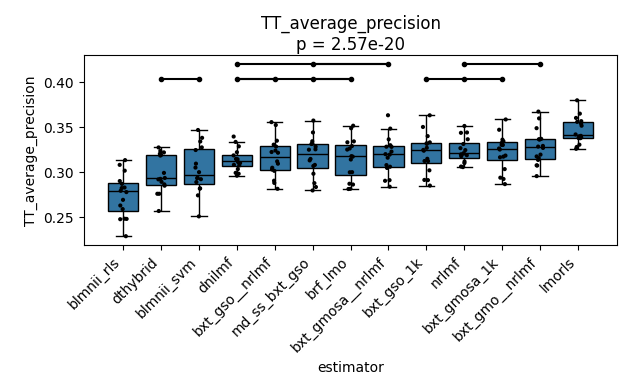 TT_average_precision
p = 2.57e-20
TT_average_precision
0.40
0.35
0.30
0.25
blmnii_rls
dthybrid
blmnii_svm
dnilmf
bxt_gso__nrlmf
md_ss_bxt_gso
brf_lmo
bxt_gmosa__nrlmf
bxt_gso_1k
nrlmf
bxt_gmosa_1k
bxt_gmo__nrlmf
lmorls
estimator